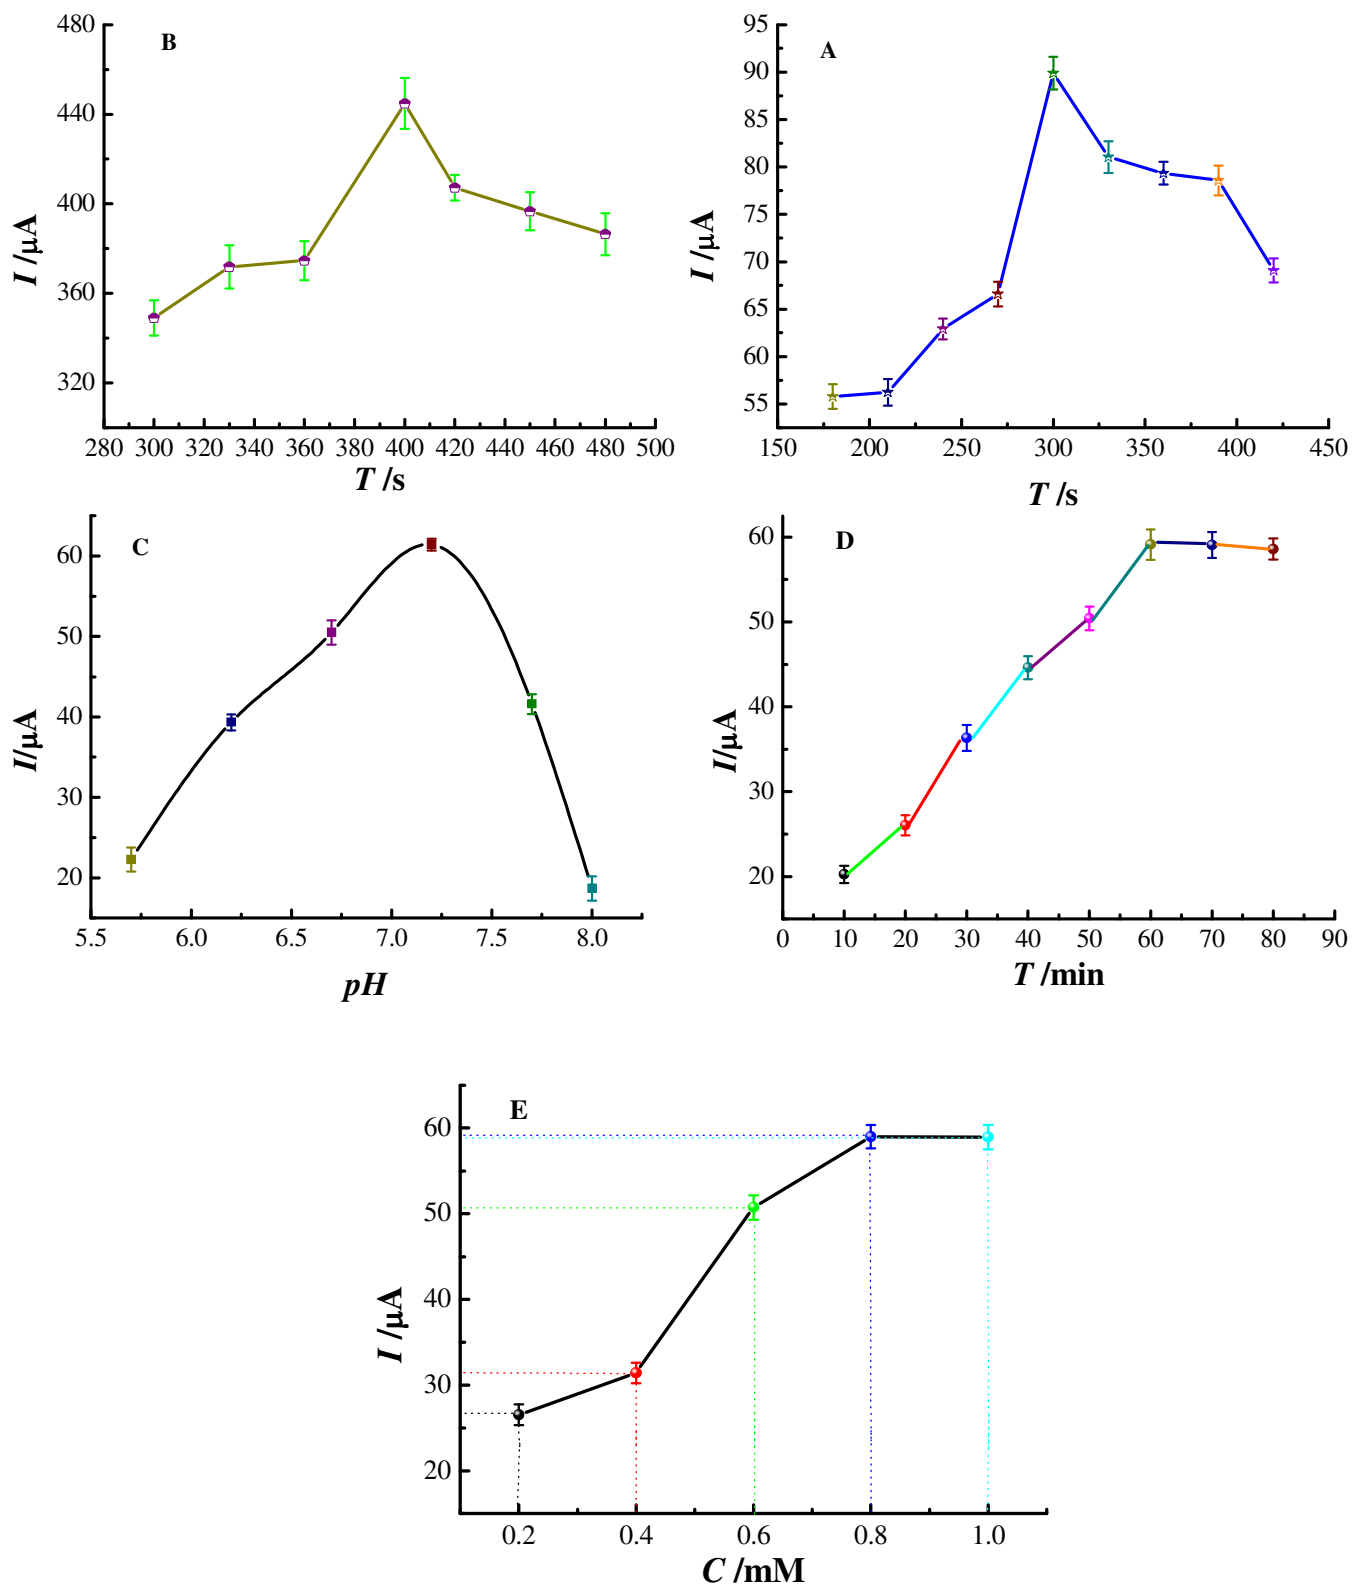 B
480
440
400
360
320
I /μA
280 300 320 340 360 380 400 420 440 460 480 500
T /s
A
95
90
85
80
75
70
65
60
55
I /μA
150 200 250 300 350 400 450
T /s
C
60
50
40
30
20
I/μA
5.5 6.0 6.5 7.0 7.5 8.0
pH
D
60
50
40
30
20
I/μA
0 10 20 30 40 50 60 70 80 90
T /min
E
60
50
40
30
20
I /μA
0.2 0.4 0.6 0.8 1.0
C /mM